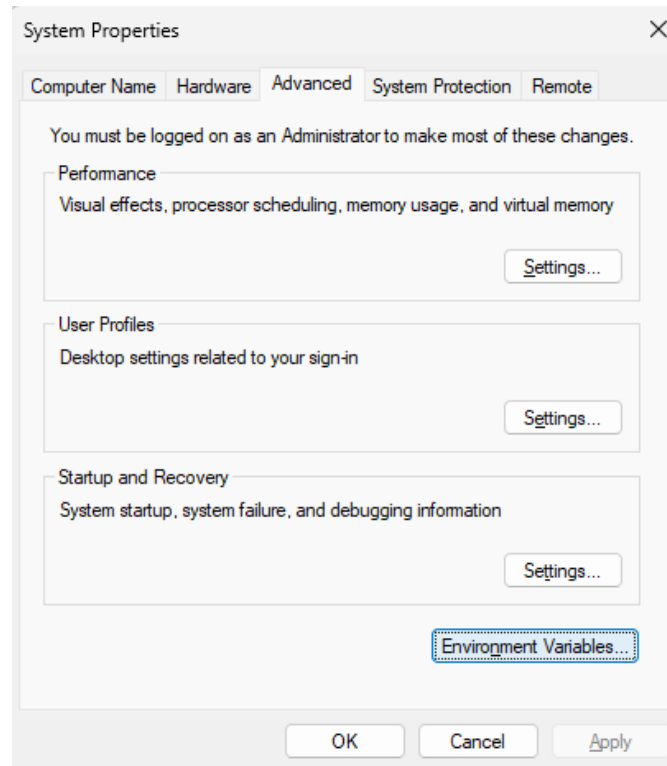 System Properties
Computer Name Hardware Advanced System Protection Remote
You must be logged on as an Administrator to make most of these changes.
Performance
Visual effects, processor scheduling, memory usage, and virtual memory
Settings...
User Profiles
Desktop settings related to your sign-in
Settings...
Startup and Recovery
System startup, system failure, and debugging information
Settings...
Environment Variables...
OK Cancel Apply